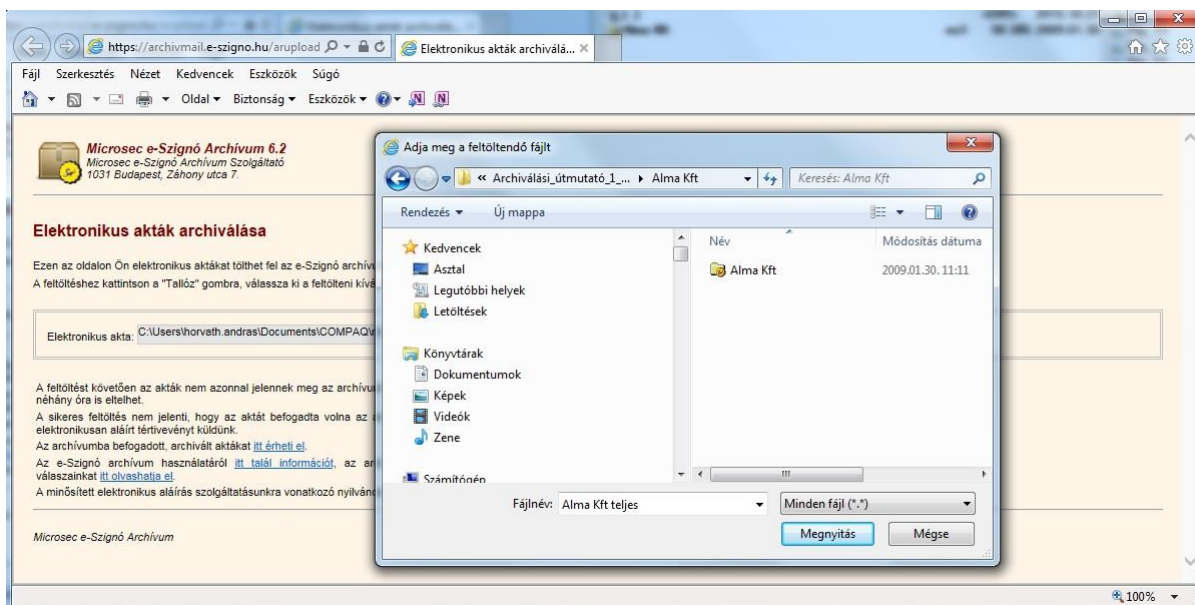 https://archivmail.e-szigno.hu/arupload
Elektronikus akták archiválá...
Fájl Szerkesztés Nézet Kedvencek Eszközök Súgó
Oldal Biztonság Eszközök
Microsec e-Szignó Archívum 6.2
Microsec e-Szignó Archívum Szolgáltató
1031 Budapest, Záhony utca 7.
Elektronikus akták archiválása
Ezen az oldalon Ön elektronikus aktákat tölthet fel az e-Szignó
A feltöltéshez kattintson a "Tallóz" gombra, válassza ki a feltölteni
Elektronikus akta: C:\Users\horvath.andras\Documents\COMPAQ\
A feltöltést követően az akták nem azonnal jelennek meg az
néhány óra is eltelhet.
A sikeres feltöltés nem jelenti, hogy az aktát befogadta volna az
elektronikusan aláírt tértivevényt küldünk.
Az archívumba befogadott, archivált aktákat itt érheti el.
Az e-Szignó archívum használatáról itt talál információt, az
válaszainkat itt olvashatja el.
A minősített elektronikus aláírás szolgáltatásunkra vonatkozó
Microsec e-Szignó Archívum
Adja meg a feltöltendő fájlt
« Archiválási_útmutató_1_... Alma Kft
Keresés: Alma Kft
Rendezés Új mappa
Kedvencek
Asztal
Legutóbbi helyek
Letöltések
Könyvtárak
Dokumentumok
Képek
Videók
Zene
Számítógép
Név Módosítás dátuma
Alma Kft 2009.01.30. 11:11
Fájlnév: Alma Kft teljes
Minden fájl (*.*)
Megnyitás Mégse
100%